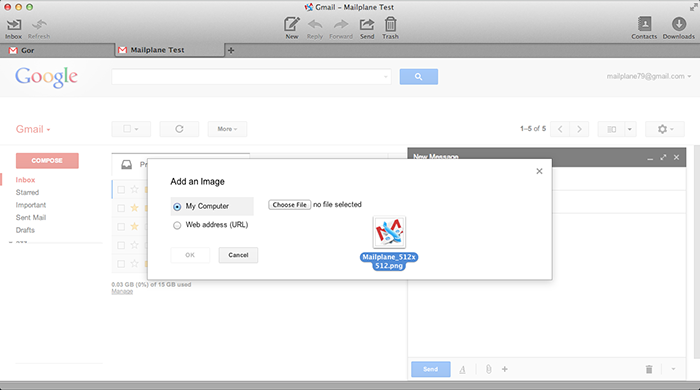 Gmail – Mailplane Test
Inbox
Refresh
New
Reply
Forward
Send
Trash
Contacts
Downloads
Gor
Mailplane Test
Google
mailplane79@gmail.com
Gmail
More
1–5 of 5
COMPOSE
Inbox
Starred
Important
Sent Mail
Drafts
New Message
Add an Image
My Computer
Choose File no file selected
Web address (URL)
OK
Cancel
Mailplane_512x
512.png
0.03 GB (0%) of 15 GB used
Manage
Send